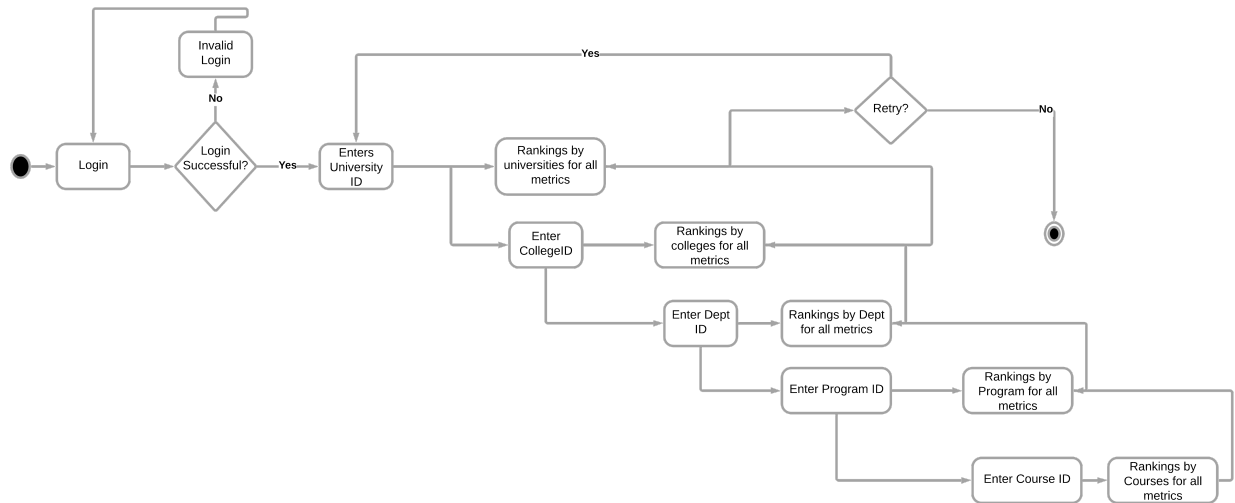 Invalid
Login
Yes
No
Retry?
No
Login
Login
Successful?
Yes
Enters
University
ID
Rankings by
universities for all
metrics
Enter
CollegeID
Rankings by
colleges for all
metrics
Enter Dept
ID
Rankings by Dept
for all metrics
Enter Program ID
Rankings by
Program for all
metrics
Enter Course ID
Rankings by
Courses for all
metrics